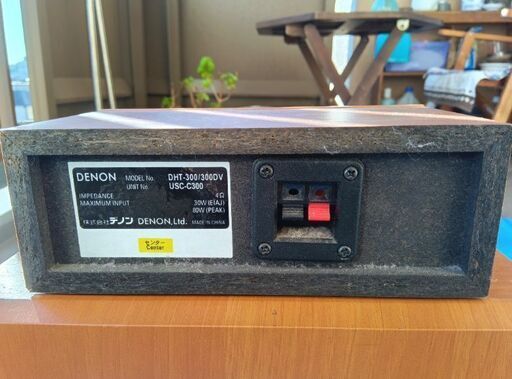 DENON MODEL No. DHT-300/300DV
UNIT No. USC-C300
IMPEDANCE 4Ω
MAXIMUM INPUT 30W (EIAJ)
80W (PEAK)
株式会社デノン DENON, Ltd. MADE IN CHINA
センター
Center